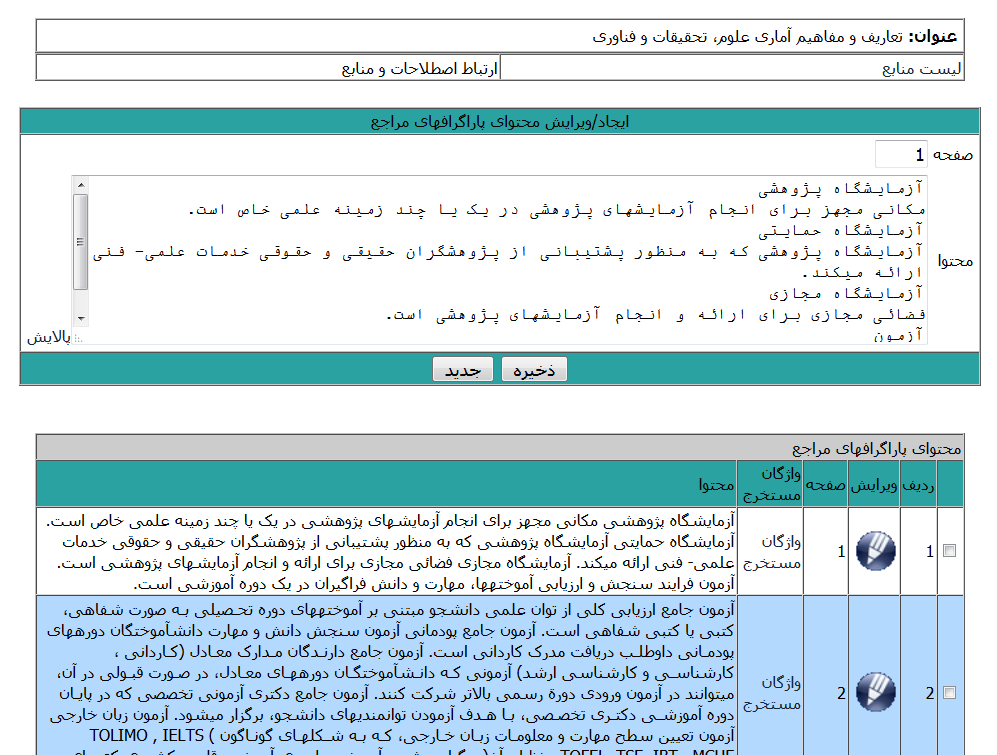 عنوان: تعاریف و مفاهیم آماری علوم، تحقیقات و فناوری
لیست منابع
ارتباط اصطلاحات و منابع
ایجاد/ویرایش محتوای پاراگرافهای مراجع
صفحه 1
محتوا
آزمایشگاه پژوهشی
مکانی مجهز برای انجام آزمایشهای پژوهشی در یک یا چند زمینه علمی خاص است.
آزمایشگاه حمایتی
آزمایشگاه پژوهشی که به منظور پشتیبانی از پژوهشگران حقیقی و حقوقی خدمات علمی- فنی
ارائه میکند.
آزمایشگاه مجازی
فضائی مجازی برای ارائه و انجام آزمایشهای پژوهشی است.
آزمون
پالایش
ذخیره
جدید
محتوای پاراگرافهای مراجع
ردیف
ویرایش
صفحه
واژگان
مستخرج
محتوا
1
1
واژگان
مستخرج
آزمایشگاه پژوهشی مکانی مجهز برای انجام آزمایشهای پژوهشی در یک یا چند زمینه علمی خاص است.
آزمایشگاه حمایتی آزمایشگاه پژوهشی که به منظور پشتیبانی از پژوهشگران حقیقی و حقوقی خدمات
علمی- فنی ارائه میکند. آزمایشگاه مجازی فضائی مجازی برای ارائه و انجام آزمایشهای پژوهشی است.
آزمون فرایند سنجش و ارزیابی آموختهها، مهارت و دانش فراگیران در یک دوره آموزشی است.
2
2
واژگان
مستخرج
آزمون جامع ارزیابی کلی از توان علمی دانشجو مبتنی بر آموختههای دوره تحصیلی به صورت شفاهی،
کتبی یا کتبی شفاهی است. آزمون جامع پودمانی آزمون سنجش دانش و مهارت دانشآموختگان دورههای
پودمانی داوطلب دریافت مدرک کاردانی است. آزمون جامع دارندگان مدارک معادل (کاردانی ،
کارشناسی و کارشناسی ارشد) آزمونی که دانشآموختگان دورههای معادل، در صورت قبولی در آن،
میتوانند در آزمون ورودی دورة رسمی بالاتر شرکت کنند. آزمون جامع دکتری آزمونی تخصصی که در پایان
دوره آموزشی دکتری تخصصی، با هدف آزمودن توانمندیهای دانشجو، برگزار میشود. آزمون زبان خارجی
آزمون تعیین سطح مهارت و معلومات زبان خارجی، که به شکلهای گوناگون ( TOLIMO , IELTS